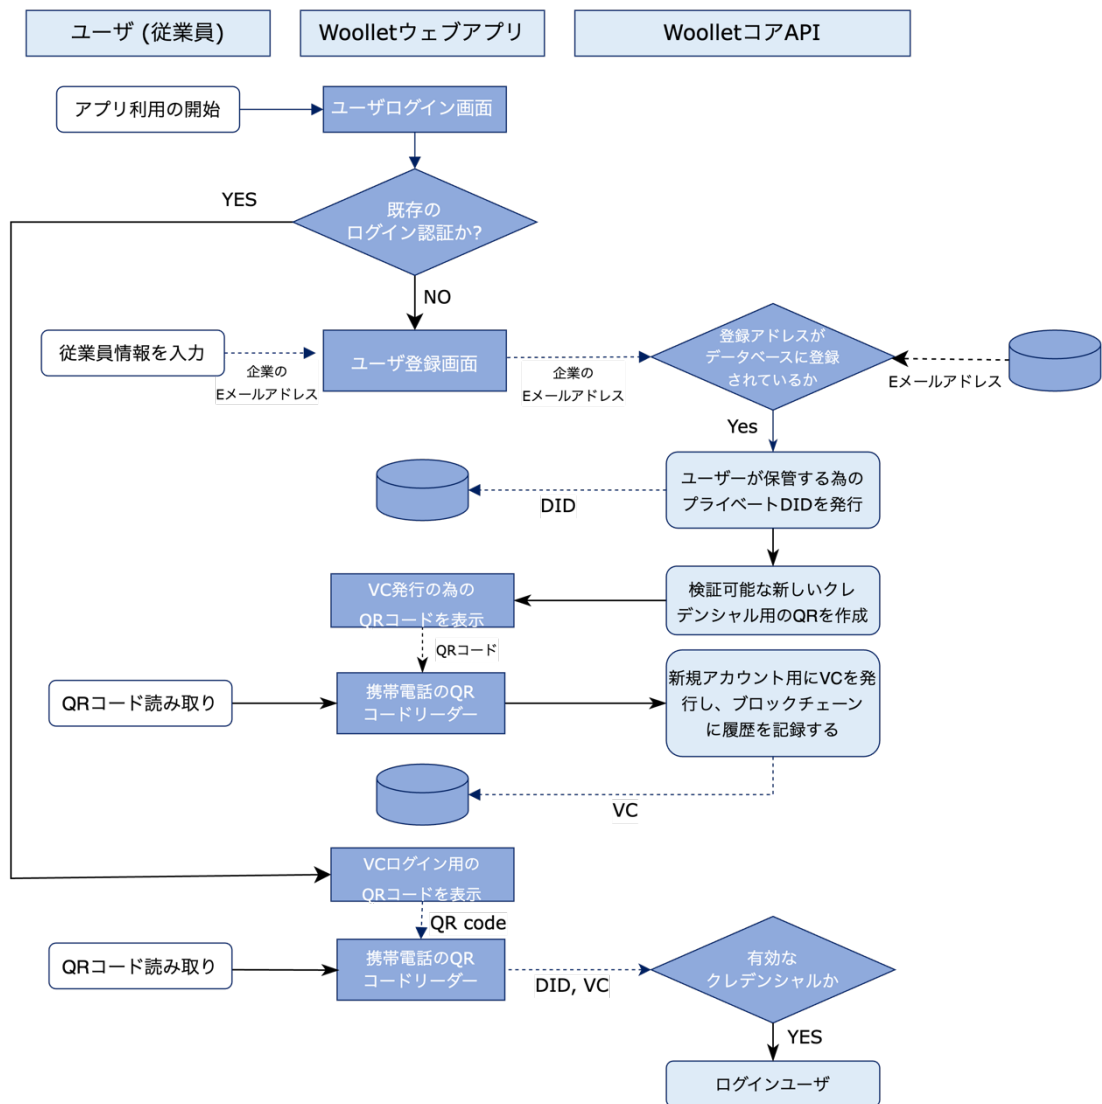 ユーザ (従業員)
Woolletウェブアプリ
WoolletコアAPI
アプリ利用の開始
ユーザログイン画面
YES
既存の
ログイン認証か?
NO
従業員情報を入力
企業の
Eメールアドレス
ユーザ登録画面
企業の
Eメールアドレス
登録アドレスが
データベースに登録
されているか
Eメールアドレス
Yes
ユーザーが保管する為の
プライベートDIDを発行
DID
検証可能な新しいクレ
デンシャル用のQRを作成
VC発行の為の
QRコードを表示
QRコード
QRコード読み取り
携帯電話のQR
コードリーダー
新規アカウント用にVCを発
行し、ブロックチェーン
に履歴を記録する
VC
VCログイン用の
QRコードを表示
QR code
QRコード読み取り
携帯電話のQR
コードリーダー
DID, VC
有効な
クレデンシャルか
YES
ログインユーザ